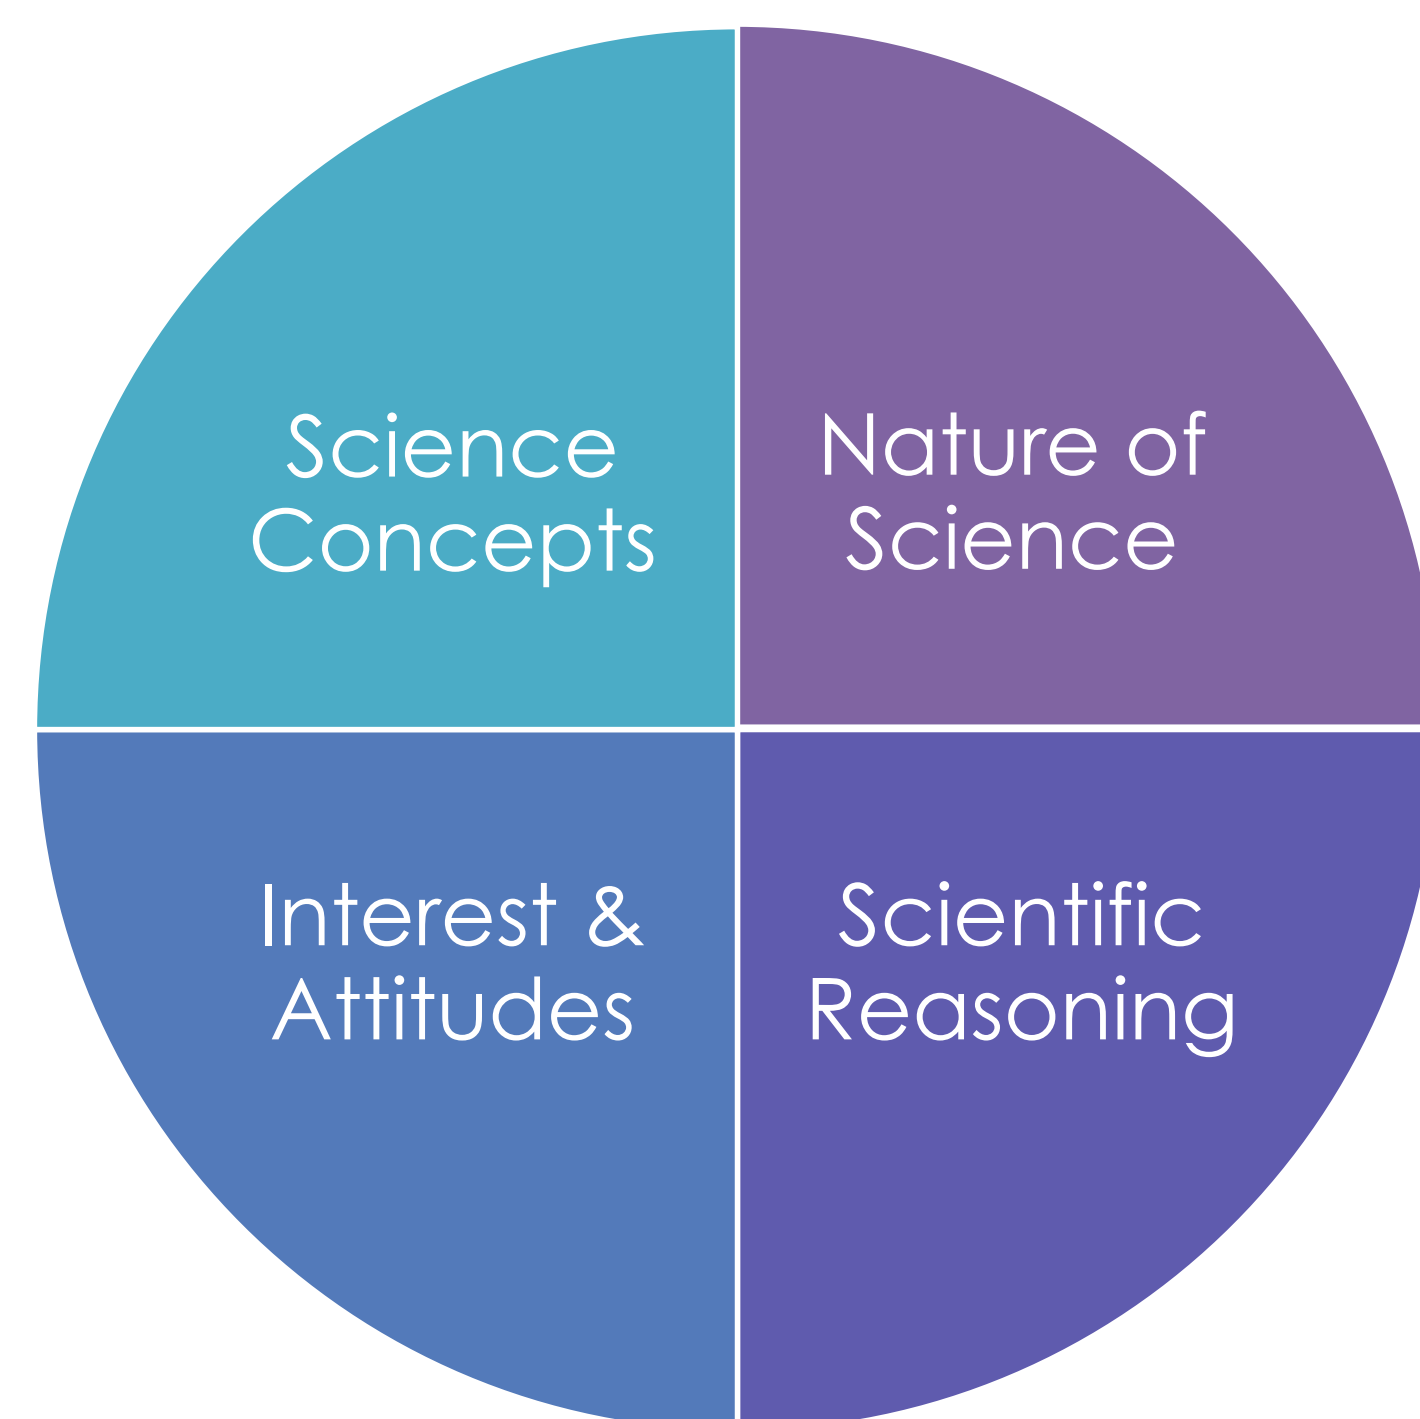 Science
Concepts
Nature of
Science
Interest &
Attitudes
Scientific
Reasoning